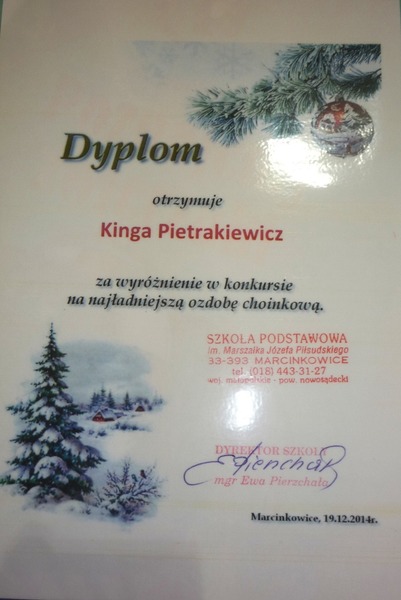 Dyplom
otrzymuje
Kinga Pietrakiewicz
za wyróżnienie w konkursie
na najładniejszą ozdobę choinkową.
SZKOŁA PODSTAWOWA
im. Marszałka Józefa Piłsudskiego
33-393 MARCINKOWICE
tel. (018) 443-31-27
woj. małopolskie - pow. nowosądecki
DYREKTOR SZKOŁY
mgr Ewa Pierzchała
Marcinkowice, 19.12.2014r.